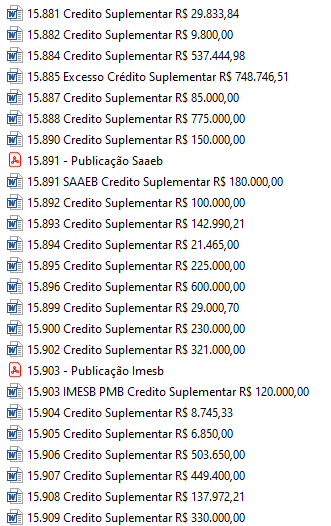 15.881 Credito Suplementar R$ 29.833,84
15.882 Credito Suplementar R$ 9.800,00
15.884 Credito Suplementar R$ 537.444,98
15.885 Excesso Crédito Suplementar R$ 748.746,51
15.887 Credito Suplementar R$ 85.000,00
15.888 Credito Suplementar R$ 775.000,00
15.890 Credito Suplementar R$ 150.000,00
15.891 - Publicação Saaeb
15.891 SAAEB Credito Suplementar R$ 180.000,00
15.892 Credito Suplementar R$ 100.000,00
15.893 Credito Suplementar R$ 142.990,21
15.894 Credito Suplementar R$ 21.465,00
15.895 Credito Suplementar R$ 225.000,00
15.896 Credito Suplementar R$ 600.000,00
15.899 Credito Suplementar R$ 29.000,70
15.900 Credito Suplementar R$ 230.000,00
15.902 Credito Suplementar R$ 321.000,00
15.903 - Publicação Imesb
15.903 IMESB PMB Credito Suplementar R$ 120.000,00
15.904 Credito Suplementar R$ 8.745,33
15.905 Credito Suplementar R$ 6.850,00
15.906 Credito Suplementar R$ 503.650,00
15.907 Credito Suplementar R$ 449.400,00
15.908 Credito Suplementar R$ 137.972,21
15.909 Credito Suplementar R$ 330.000,00